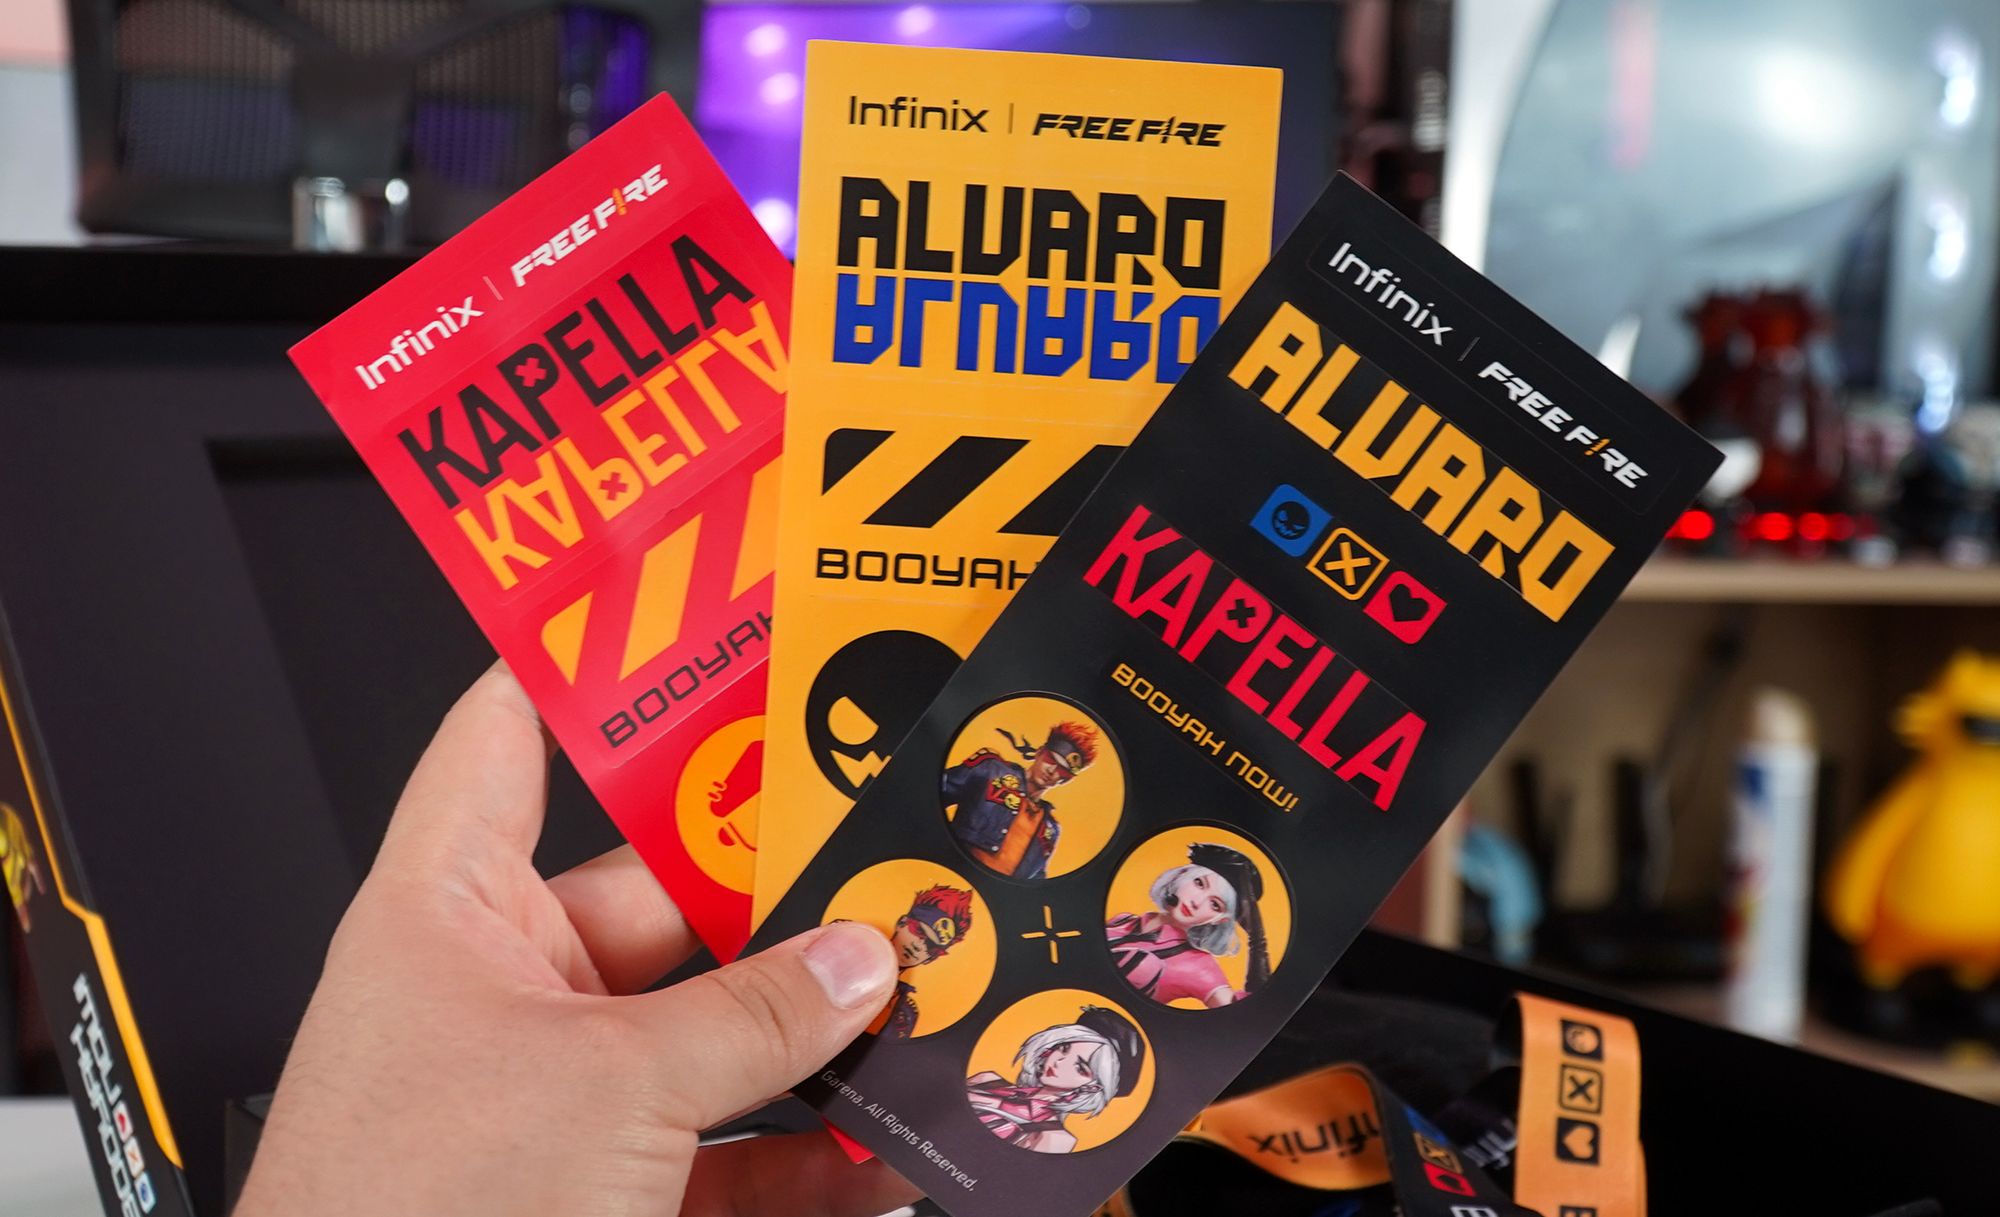 Infinix | FREE FIRE
KAPELLA
KAPELLA
BOOYAH
Infinix | FREE FIRE
ALVARO
ALVARO
BOOYAH
Infinix | FREE FIRE
ALVARO
KAPELLA
BOOYAH NOW!
Garena. All Rights Reserved.
Infinix